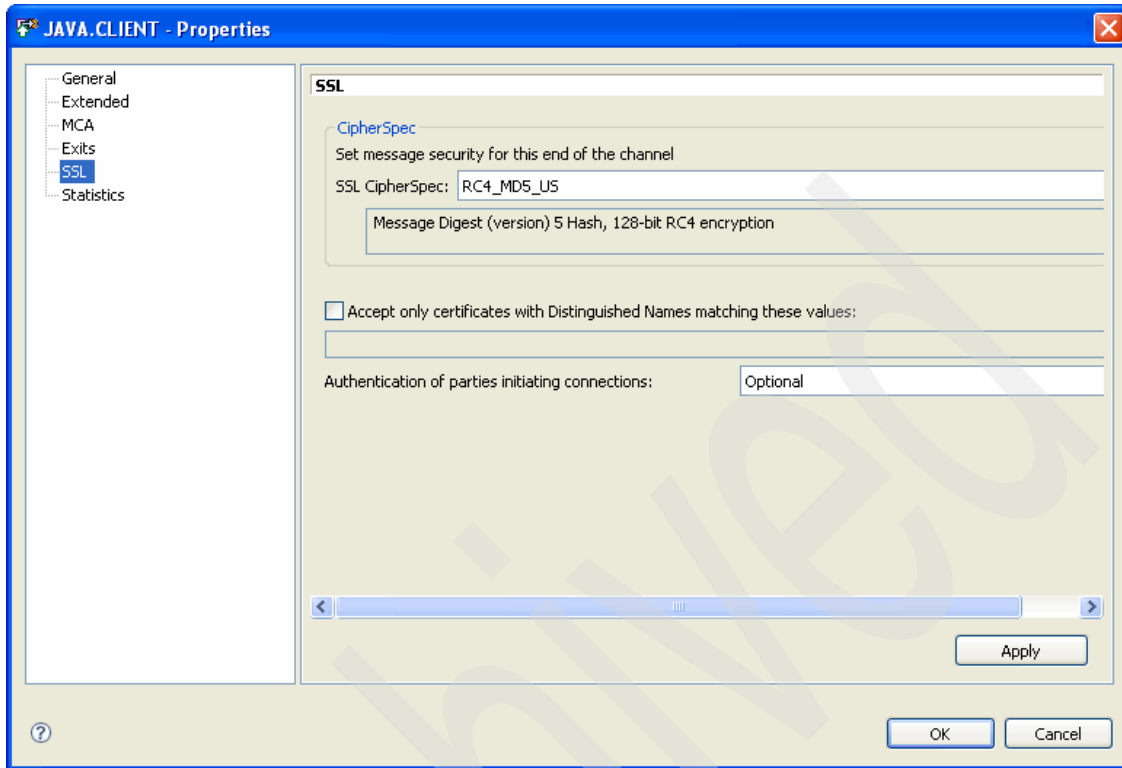 JAVA.CLIENT - Properties
General
Extended
MCA
Exits
SSL
Statistics
SSL
CipherSpec
Set message security for this end of the channel
SSL CipherSpec: RC4_MD5_US
Message Digest (version) 5 Hash, 128-bit RC4 encryption
Accept only certificates with Distinguished Names matching these values:
Authentication of parties initiating connections: Optional
Apply
?
OK Cancel
hived